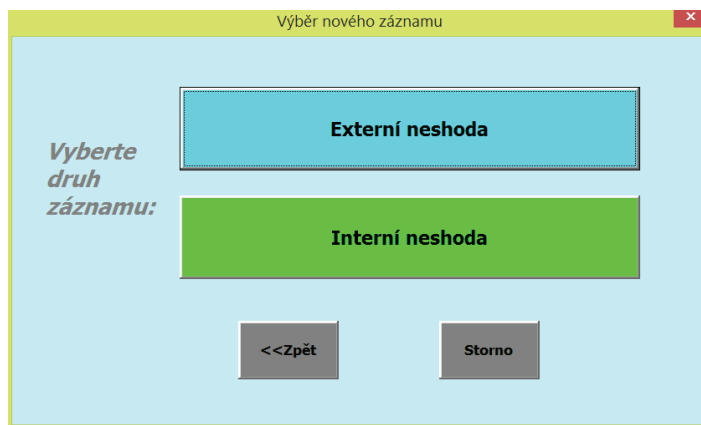 Výběr nového záznamu
Externí neshoda
Vyberte
druh
záznamu:
Interní neshoda
<<Zpět
Storno